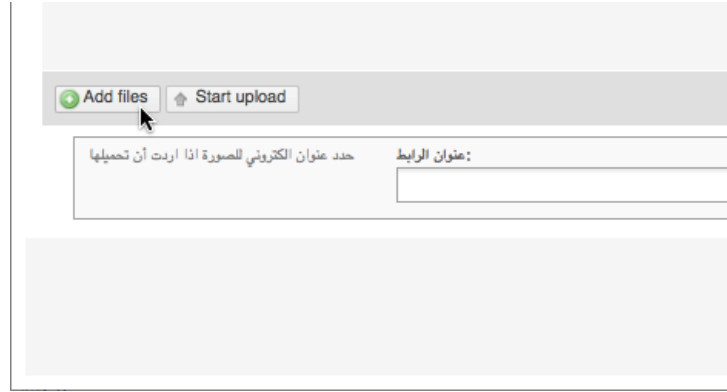 Add files
Start upload
عنوان الرابط:
حدد عنوان الكتروني للصورة اذا اردت أن تحميلها